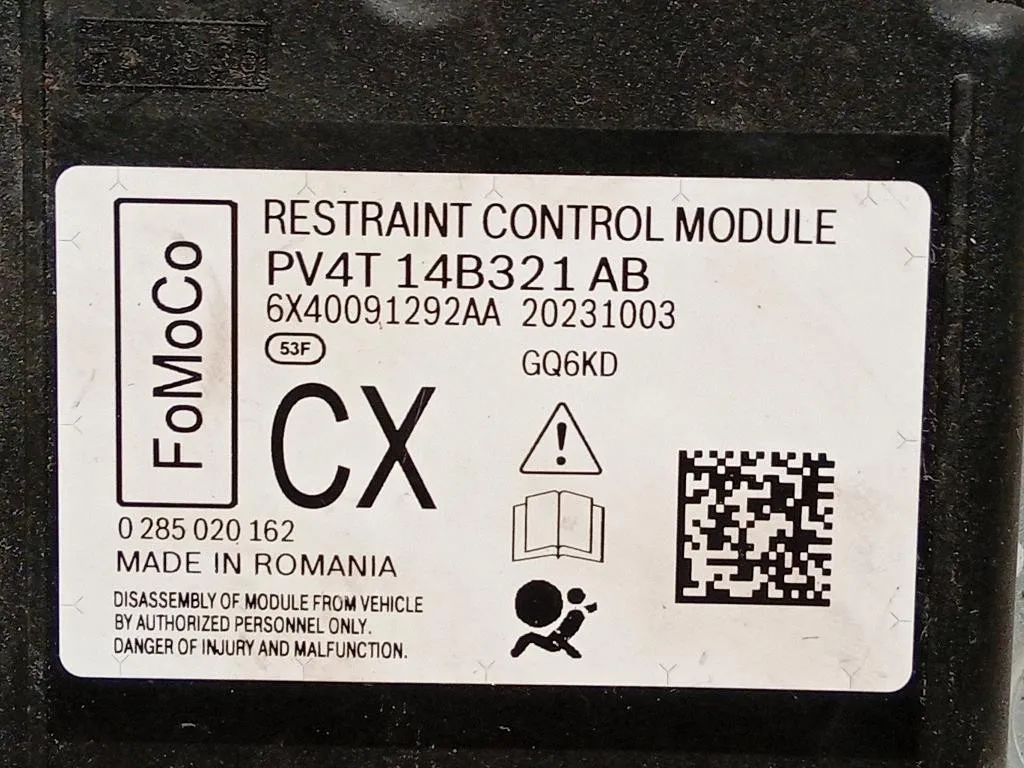 FoMoCo
RESTRAINT CONTROL MODULE
PV4T 14B321 AB
6X40091292AA 20231003
53F
GQ6KD
CX
0 285 020 162
MADE IN ROMANIA
DISASSEMBLY OF MODULE FROM VEHICLE
BY AUTHORIZED PERSONNEL ONLY.
DANGER OF INJURY AND MALFUNCTION.